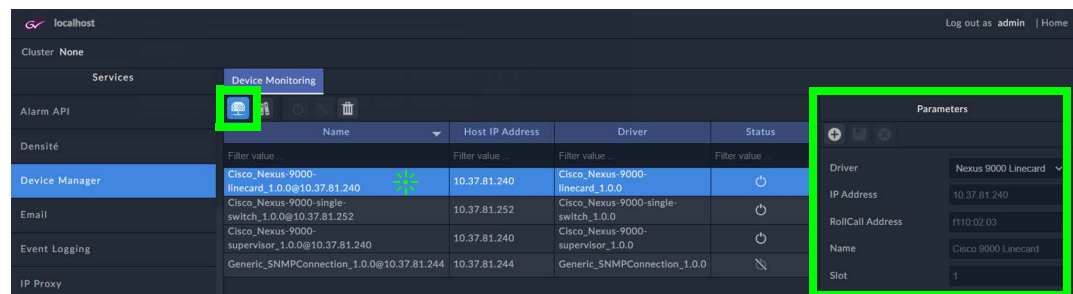 localhost
Log out as admin | Home
Cluster None
Services
Alarm API
Densité
Device Manager
Email
Event Logging
IP Proxy
Device Monitoring
Name Host IP Address Driver Status
Filter value ... Filter value ... Filter value ... Filter value ...
Cisco_Nexus-9000-
linecard_1.0.0@10.37.81.240 10.37.81.240 Cisco_Nexus-9000-
linecard_1.0.0
Cisco_Nexus-9000-single-
switch_1.0.0@10.37.81.252 10.37.81.252 Cisco_Nexus-9000-single-
switch_1.0.0
Cisco_Nexus-9000-
supervisor_1.0.0@10.37.81.240 10.37.81.240 Cisco_Nexus-9000-
supervisor_1.0.0
Generic_SNMPConnection_1.0.0@10.37.81.244 10.37.81.244 Generic_SNMPConnection_1.0.0
Parameters
Driver Nexus 9000 Linecard
IP Address 10.37.81.240
RollCall Address f110:02:03
Name Cisco 9000 Linecard
Slot 1